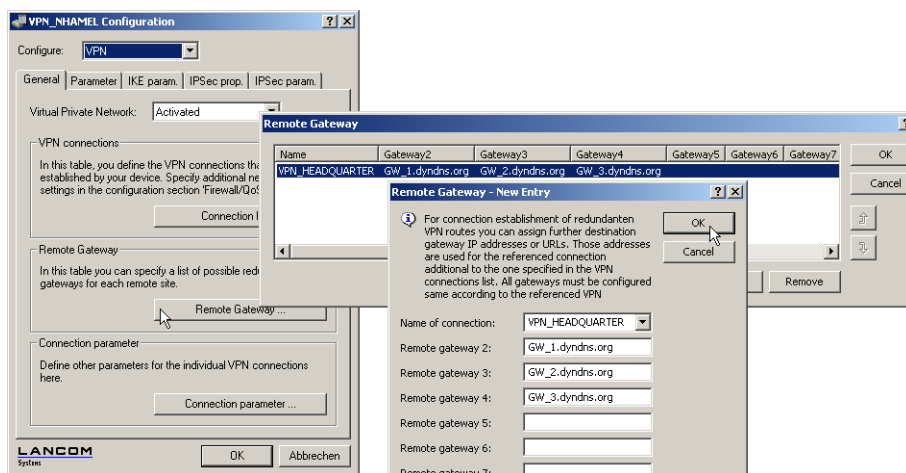 VPN_NHAMEL Configuration
Configure: VPN
General Parameter IKE param. IPSec prop. IPSec param.
Virtual Private Network: Activated
VPN connections
In this table, you define the VPN connections
established by your device. Specify additional
settings in the configuration section 'Firewall/
Connection
Remote Gateway
In this table you can specify a list of possible
gateways for each remote site.
Remote Gateway ...
Connection parameter
Define other parameters for the individual VPN connections
here.
Connection parameter ...
LANCOM
Systems
OK Abbrechen
Remote Gateway
Name Gateway2 Gateway3 Gateway4 Gateway5 Gateway6 Gateway7
VPN_HEADQUARTER GW_1.dyndns.org GW_2.dyndns.org GW_3.dyndns.org
OK
Cancel
Remove
Remote Gateway - New Entry
For connection establishment of redundanten
VPN routes you can assign further destination
gateway IP addresses or URLs. Those addresses
are used for the referenced connection
additional to the one specified in the VPN
connections list. All gateways must be configured
same according to the referenced VPN
OK
Cancel
Name of connection: VPN_HEADQUARTER
Remote gateway 2: GW_1.dyndns.org
Remote gateway 3: GW_2.dyndns.org
Remote gateway 4: GW_3.dyndns.org
Remote gateway 5:
Remote gateway 6:
Remote gateway 7: